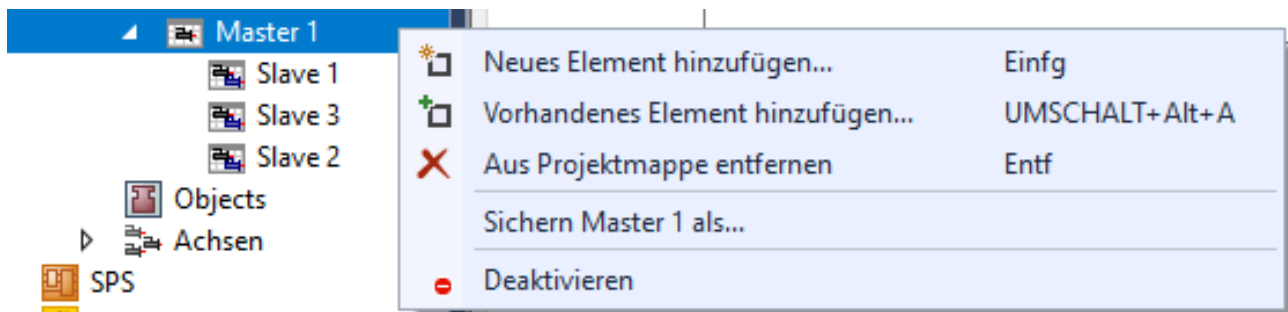 Master 1
Slave 1
Slave 3
Slave 2
Objects
Achsen
SPS
Neues Element hinzufügen... Einfg
Vorhandenes Element hinzufügen... UMSCHALT+Alt+A
Aus Projektmappe entfernen Entf
Sichern Master 1 als...
Deaktivieren